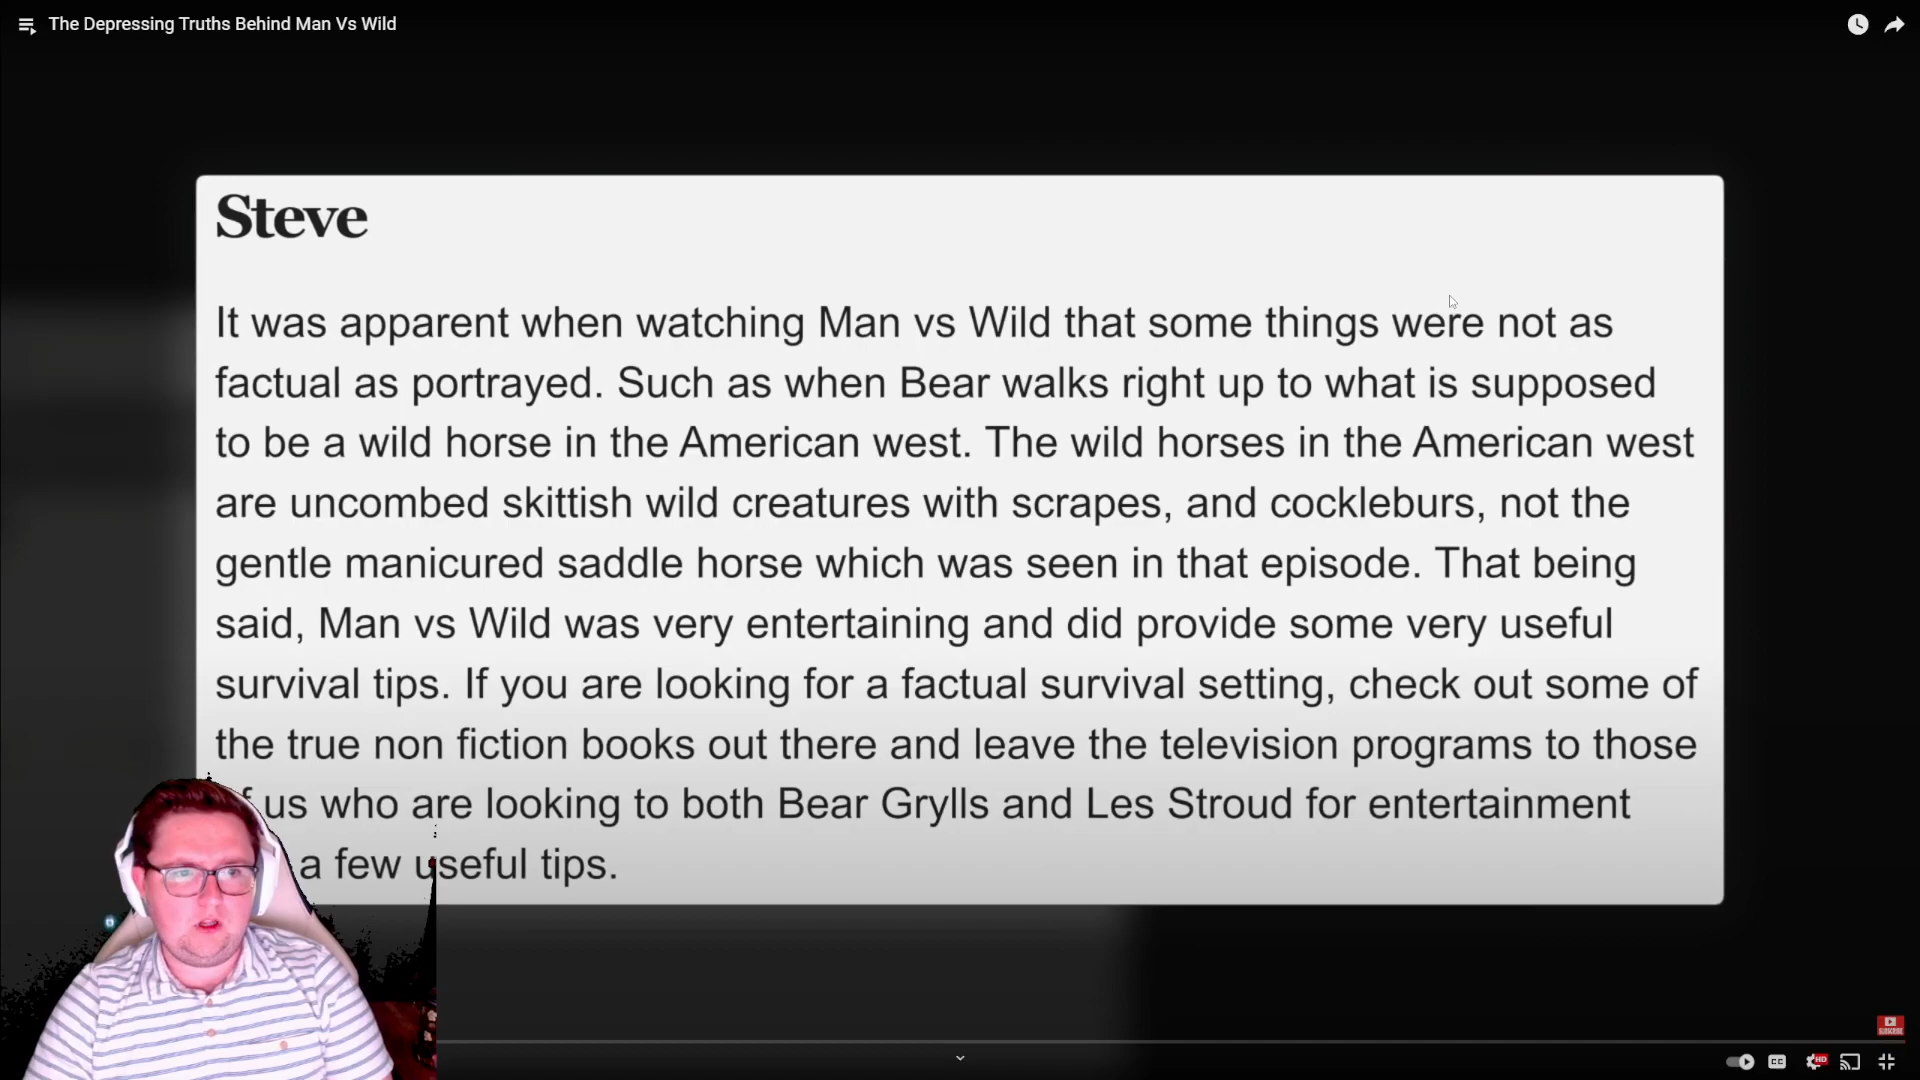 The Depressing Truths Behind Man Vs Wild
Steve
It was apparent when watching Man vs Wild that some things were not as
factual as portrayed. Such as when Bear walks right up to what is supposed
to be a wild horse in the American west. The wild horses in the American west
are uncombed skittish wild creatures with scrapes, and cockleburs, not the
gentle manicured saddle horse which was seen in that episode. That being
said, Man vs Wild was very entertaining and did provide some very useful
survival tips. If you are looking for a factual survival setting, check out some of
the true non fiction books out there and leave the television programs to those
us who are looking to both Bear Grylls and Les Stroud for entertainment
a few useful tips.
SUBSCRIBE
CC
HD